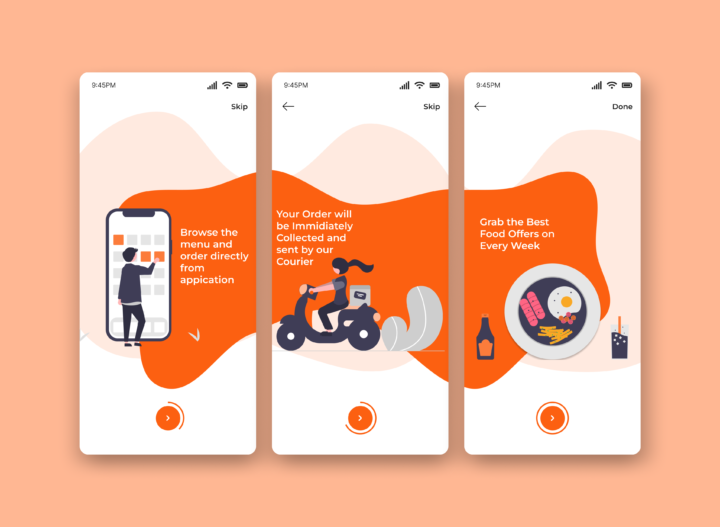 9:45PM
Skip
Browse the
menu and
order directly
from
appication
9:45PM
Skip
Your Order will
be Immidiately
Collected and
sent by our
Courier
9:45PM
Done
Grab the Best
Food Offers on
Every Week